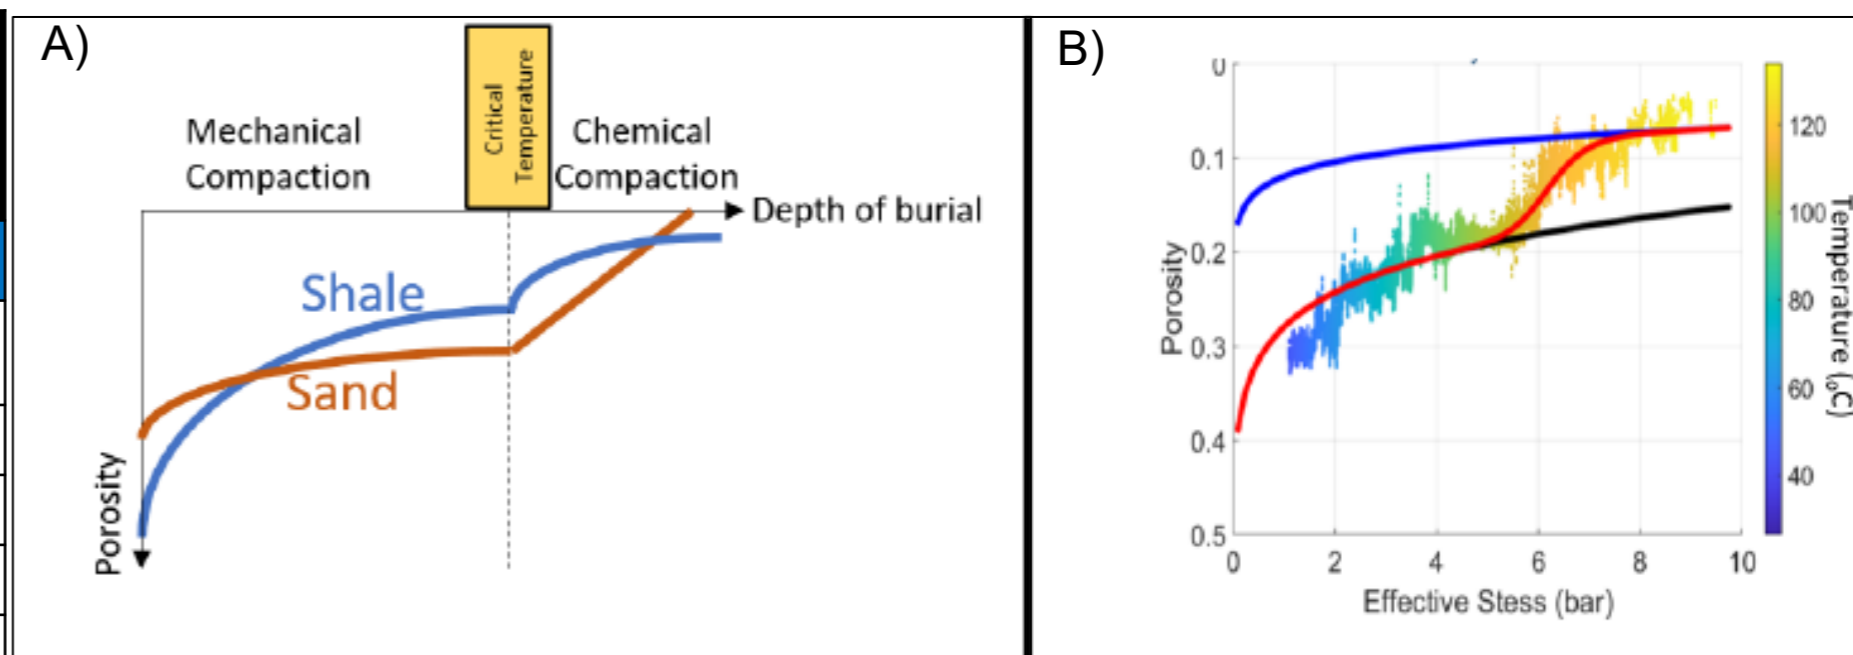 A)
Critical
Temperature
Mechanical
Compaction
Chemical
Compaction
Depth of burial
Shale
Sand
Porosity
B)
0
0.1
0.2
0.3
0.4
0.5
Porosity
0
2
4
6
8
10
Effective Stess (bar)
120
100
80
60
40
Temperature (₀C)